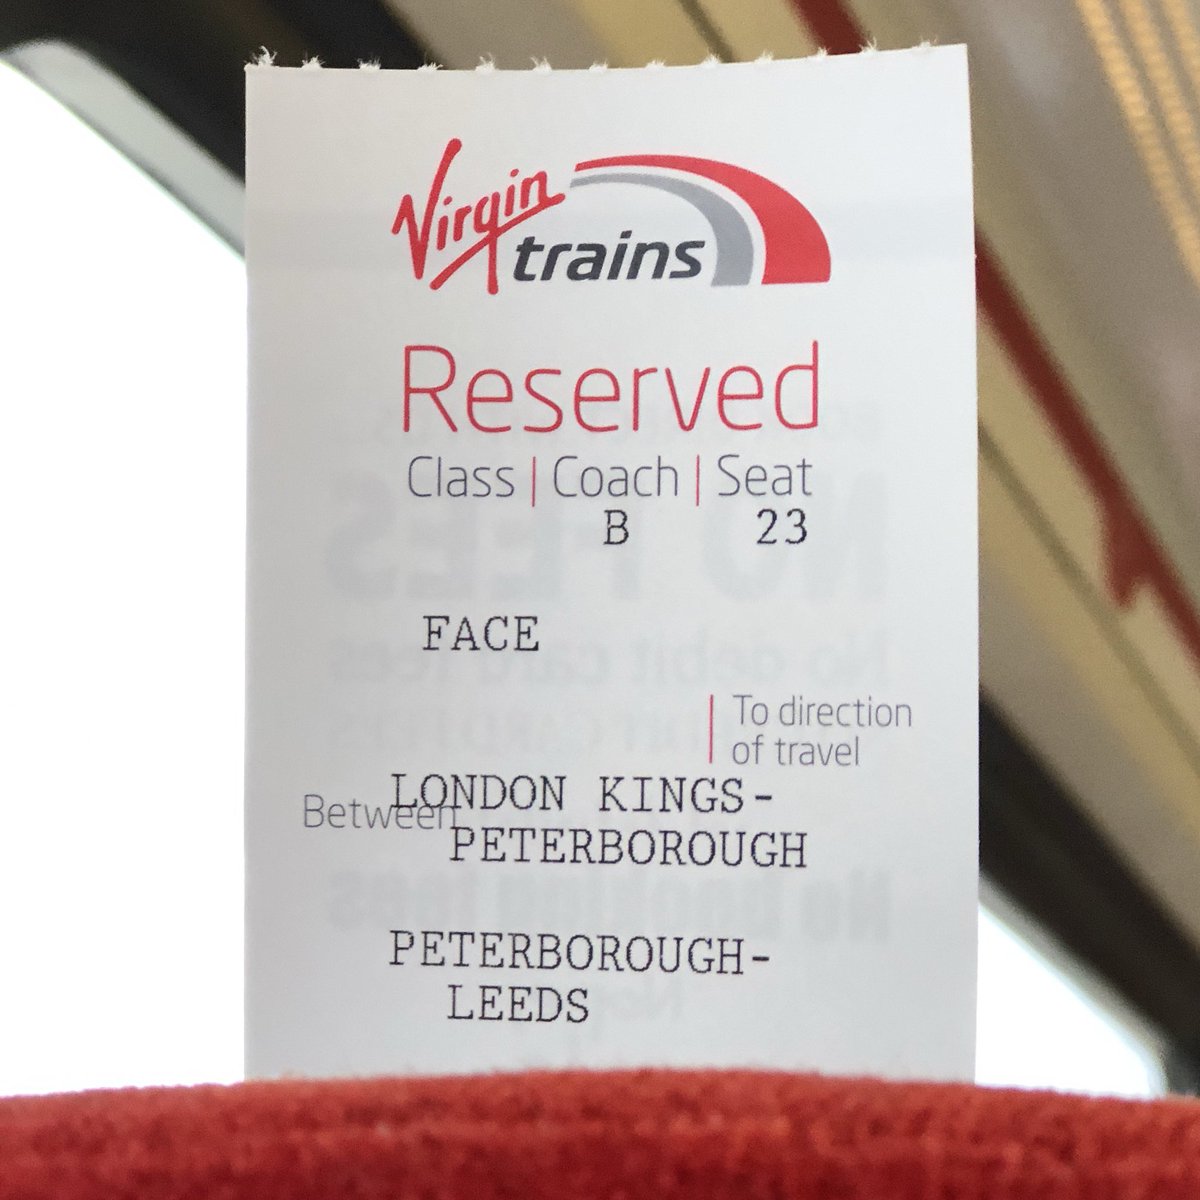 Virgin
trains
Reserved
Class | Coach | Seat
B 23
FACE
To direction
of travel
LONDON KINGS-
Between
PETERBOROUGH
PETERBOROUGH-
LEEDS